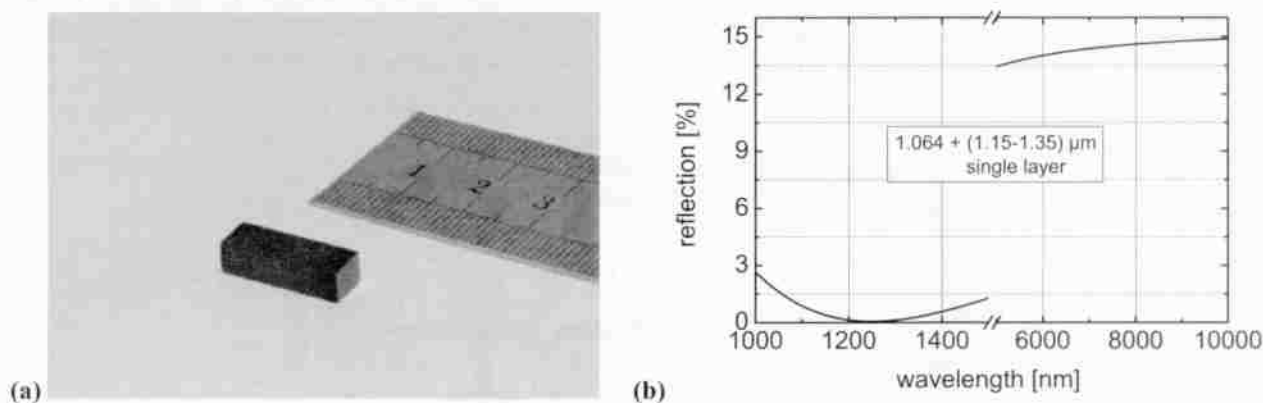 1
2
3
(a)
reflection [%]
15
12
9
6
3
0
1.064 + (1.15-1.35) μm
single layer
1000 1200 1400 6000 8000 10000
wavelength [nm]
(b)